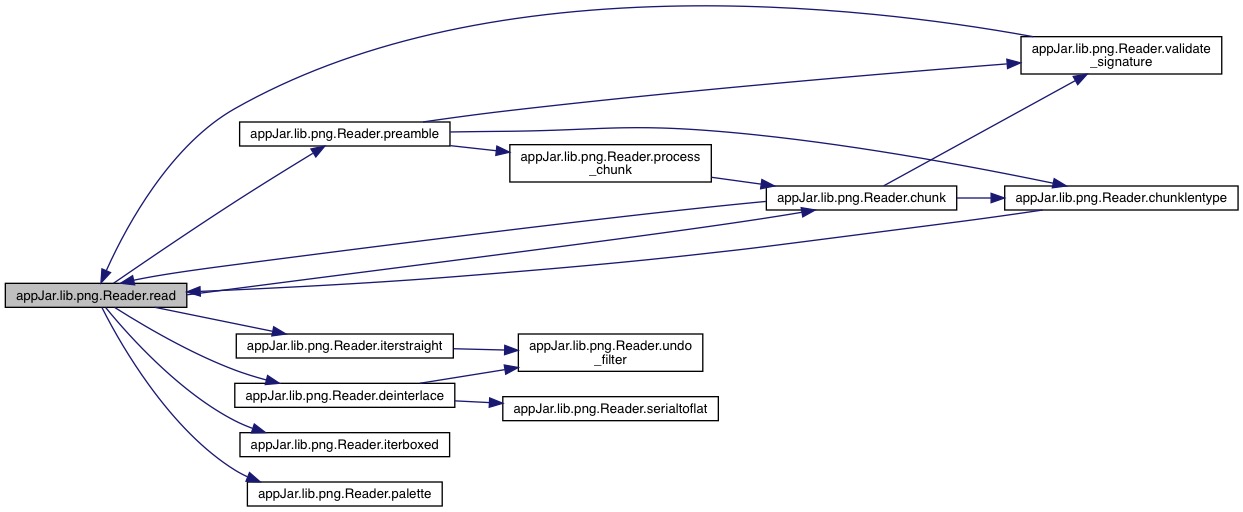 appJar.lib.png.Reader.validate
_signature
appJar.lib.png.Reader.preamble
appJar.lib.png.Reader.process
_chunk
appJar.lib.png.Reader.chunk
appJar.lib.png.Reader.chunklentype
appJar.lib.png.Reader.read
appJar.lib.png.Reader.iterstraight
appJar.lib.png.Reader.undo
_filter
appJar.lib.png.Reader.deinterlace
appJar.lib.png.Reader.serialtoflat
appJar.lib.png.Reader.iterboxed
appJar.lib.png.Reader.palette